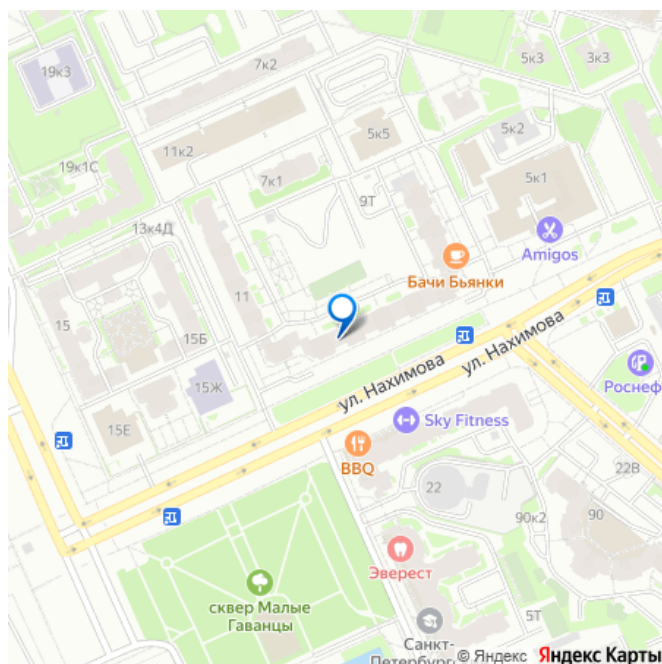 19к3
7к2
5к3
3к3
11к2
5к5
5к2
19к1С
7к1
9Т
5к1
13к4Д
Amigos
Бачи Бьянки
11
15
15Б
ул. Нахимова
ул. Нахимова
15Ж
Роснеф
Sky Fitness
15Е
BBQ
22
22В
90к2
90
Эверест
сквер Малые
Гаванцы
5Т
Санкт-
Петербург
© Яндекс Яндекс Карты